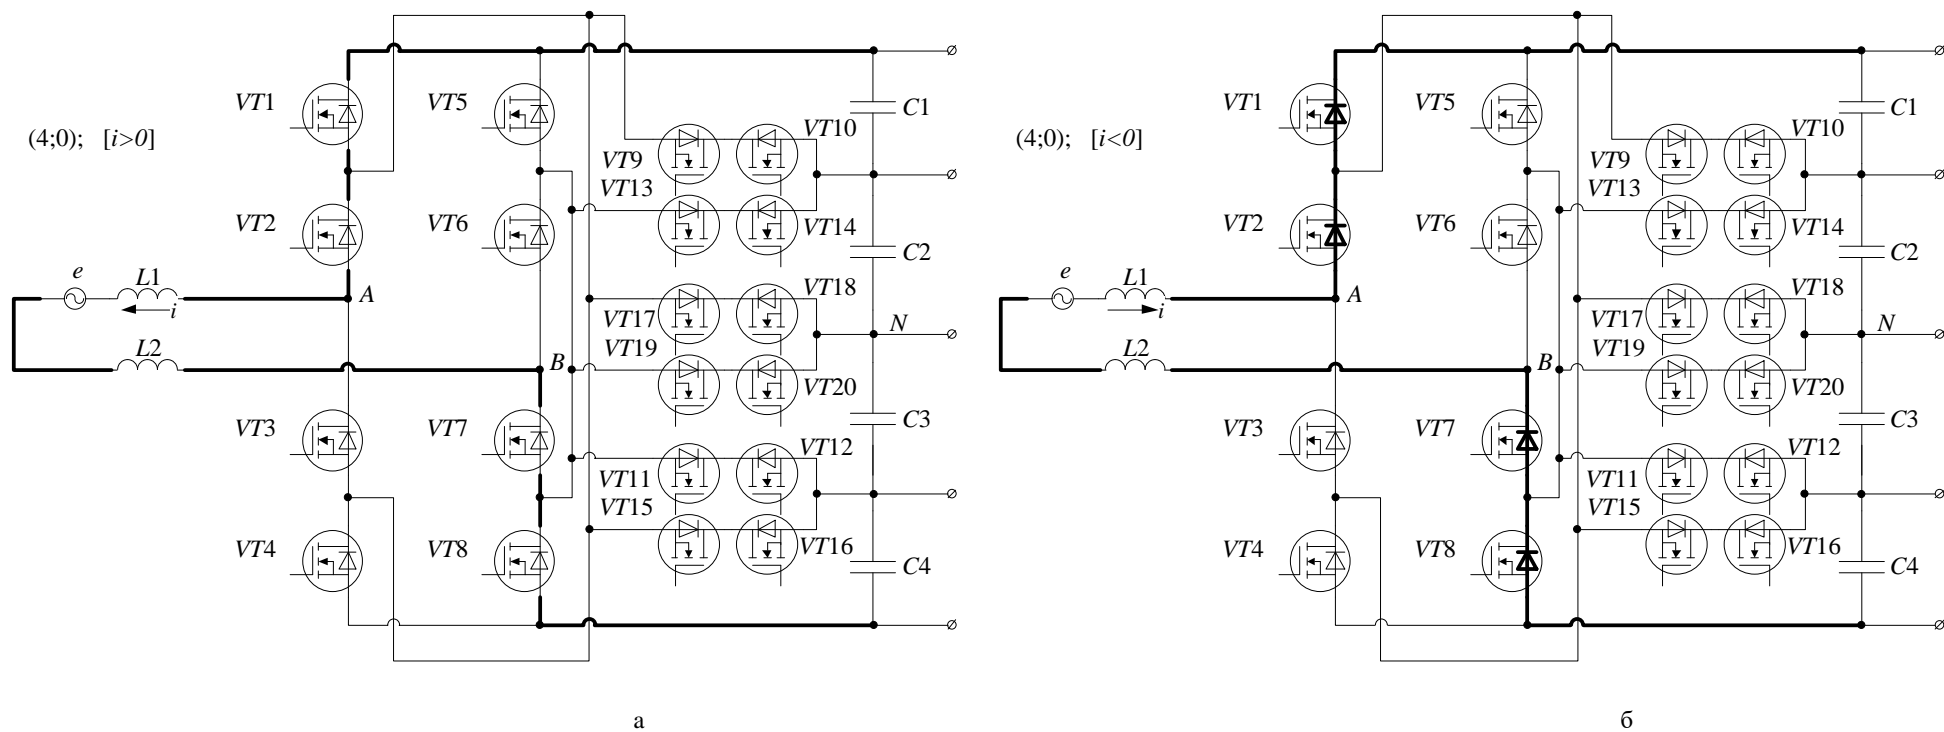 VT1
VT5
C1
VT10
(4;0); [i>0]
VT9
VT13
VT2
VT6
VT14
C2
e
L1
A
i
VT18
VT17
N
VT19
L2
B
VT20
VT3
VT7
C3
VT12
VT11
VT15
VT4
VT8
VT16
C4
а
VT1
VT5
C1
VT10
(4;0); [i<0]
VT9
VT13
VT2
VT6
VT14
C2
e
L1
A
i
VT18
VT17
N
VT19
L2
B
VT20
VT3
VT7
C3
VT12
VT11
VT15
VT4
VT8
VT16
C4
б